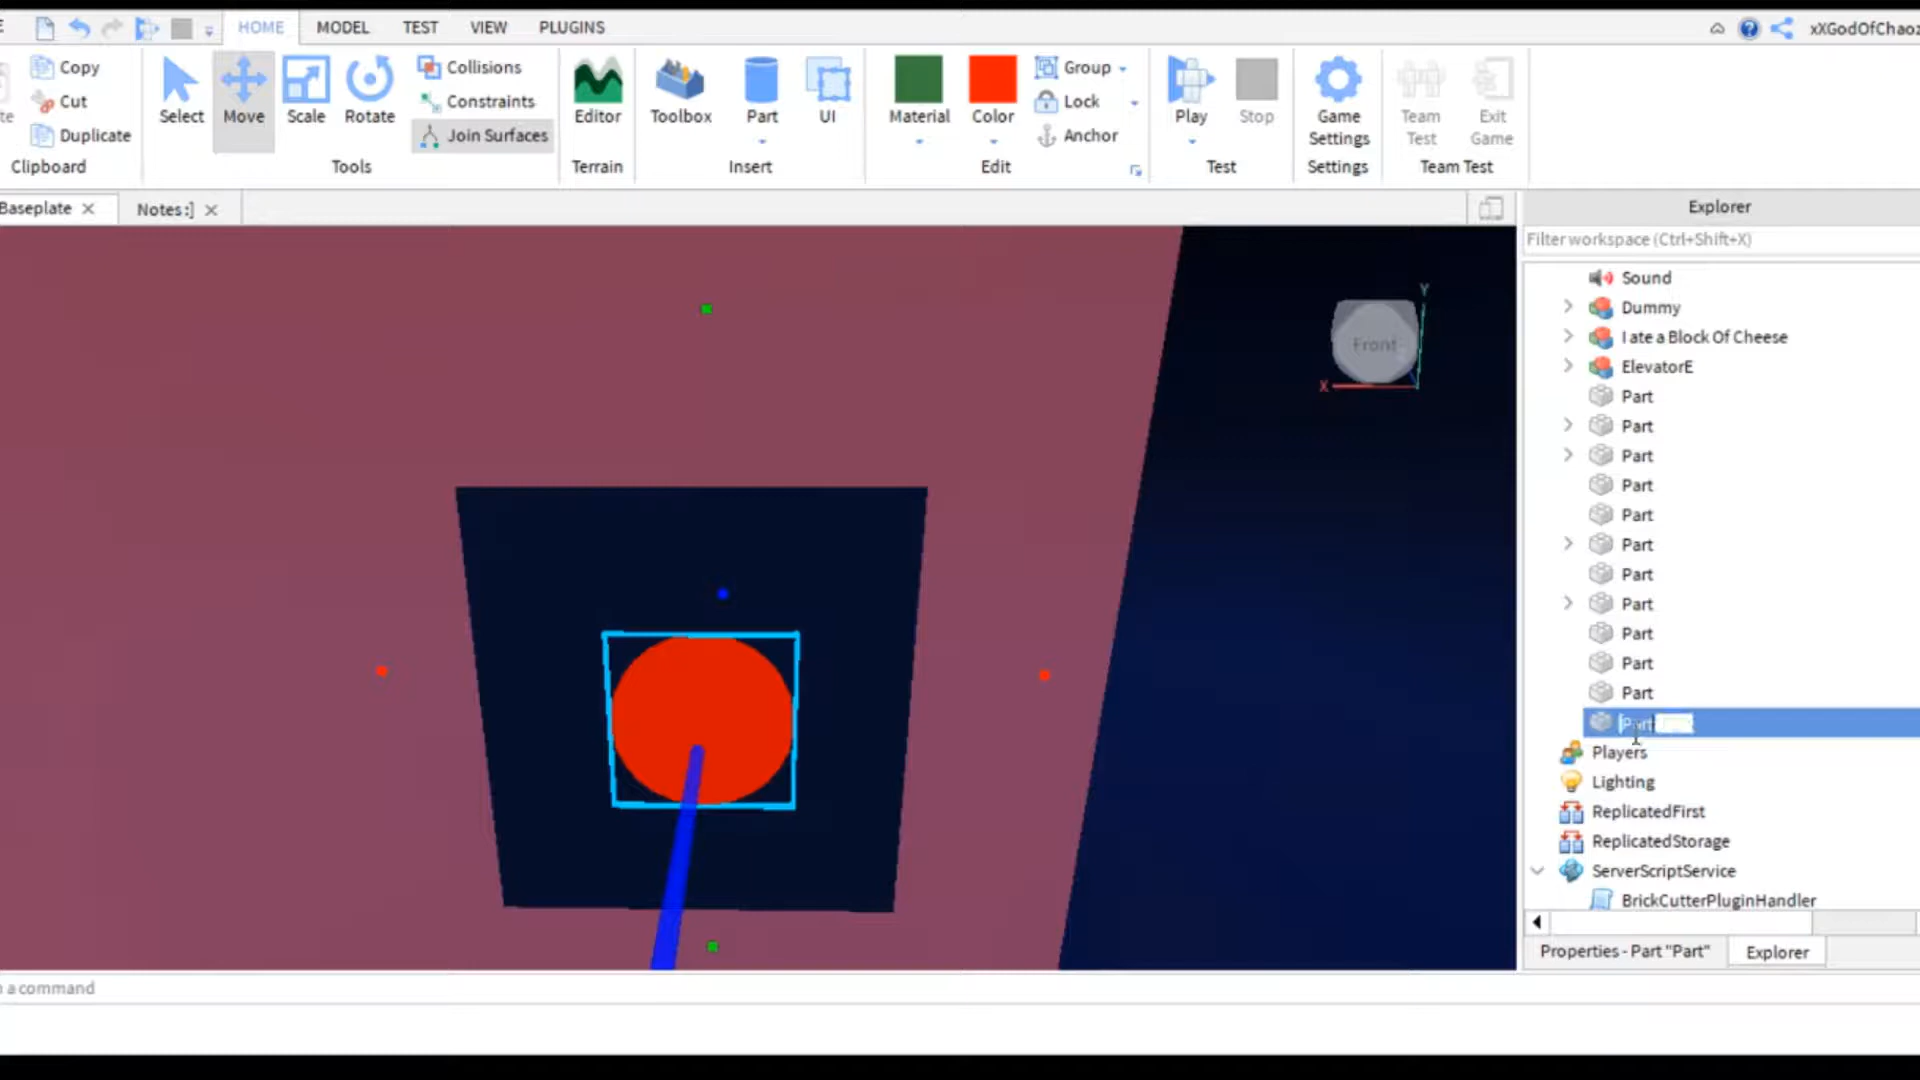 HOME MODEL TEST VIEW PLUGINS xXGodOfChaoz
Copy
Cut
Duplicate
Clipboard
Select Move Scale Rotate
Collisions
Constraints
Join Surfaces
Tools
Editor
Terrain
Toolbox Part UI
Insert
Material Color
Group
Lock
Anchor
Edit
Play Stop
Test
Game
Settings
Settings
Team
Test
Exit
Game
Team Test
Baseplate Notes:]
Front
X
Y
Explorer
Filter workspace (Ctrl+Shift+X)
Sound
Dummy
I ate a Block Of Cheese
ElevatorE
Part
Part
Part
Part
Part
Part
Part
Part
Part
Part
Part
Part
Players
Lighting
ReplicatedFirst
ReplicatedStorage
ServerScriptService
BrickCutterPluginHandler
Properties - Part "Part" Explorer
a command